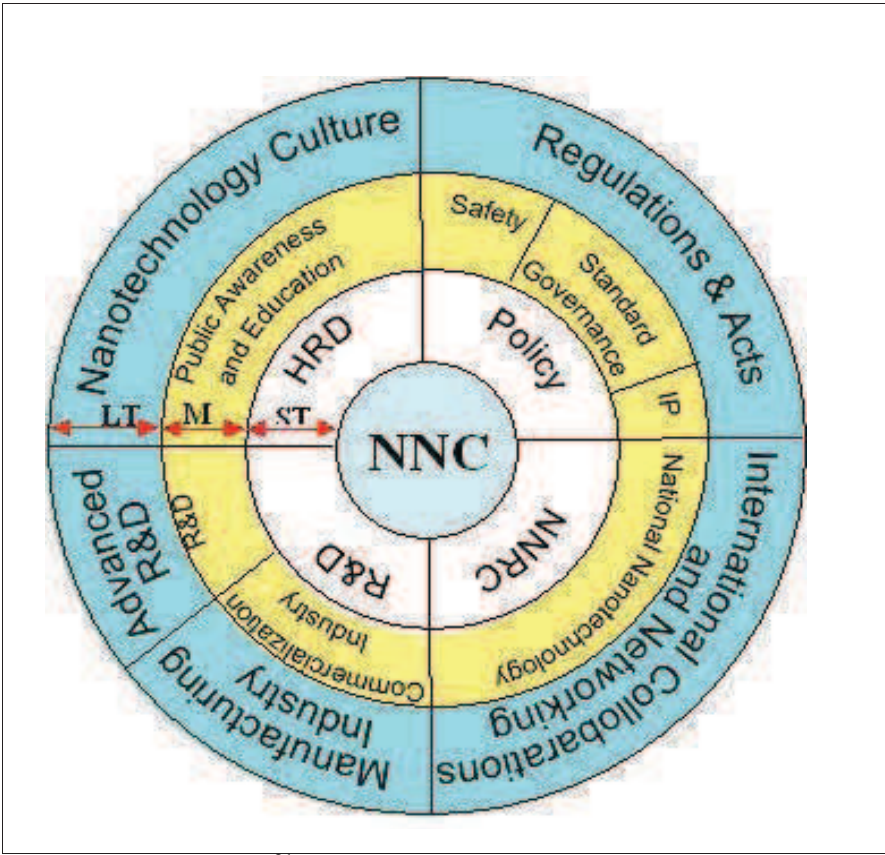 Nanotechnology Culture
Regulations & Acts
Public Awareness
and Education
Safety
Standard
Governance
IP
HRD
Policy
LT
M
ST
NNC
R&D
NNRC
R&D
Advanced
R&D
Industry
Commercialization
Manufacturing
Industry
National Nanotechnology
International Collobarations
and Networking